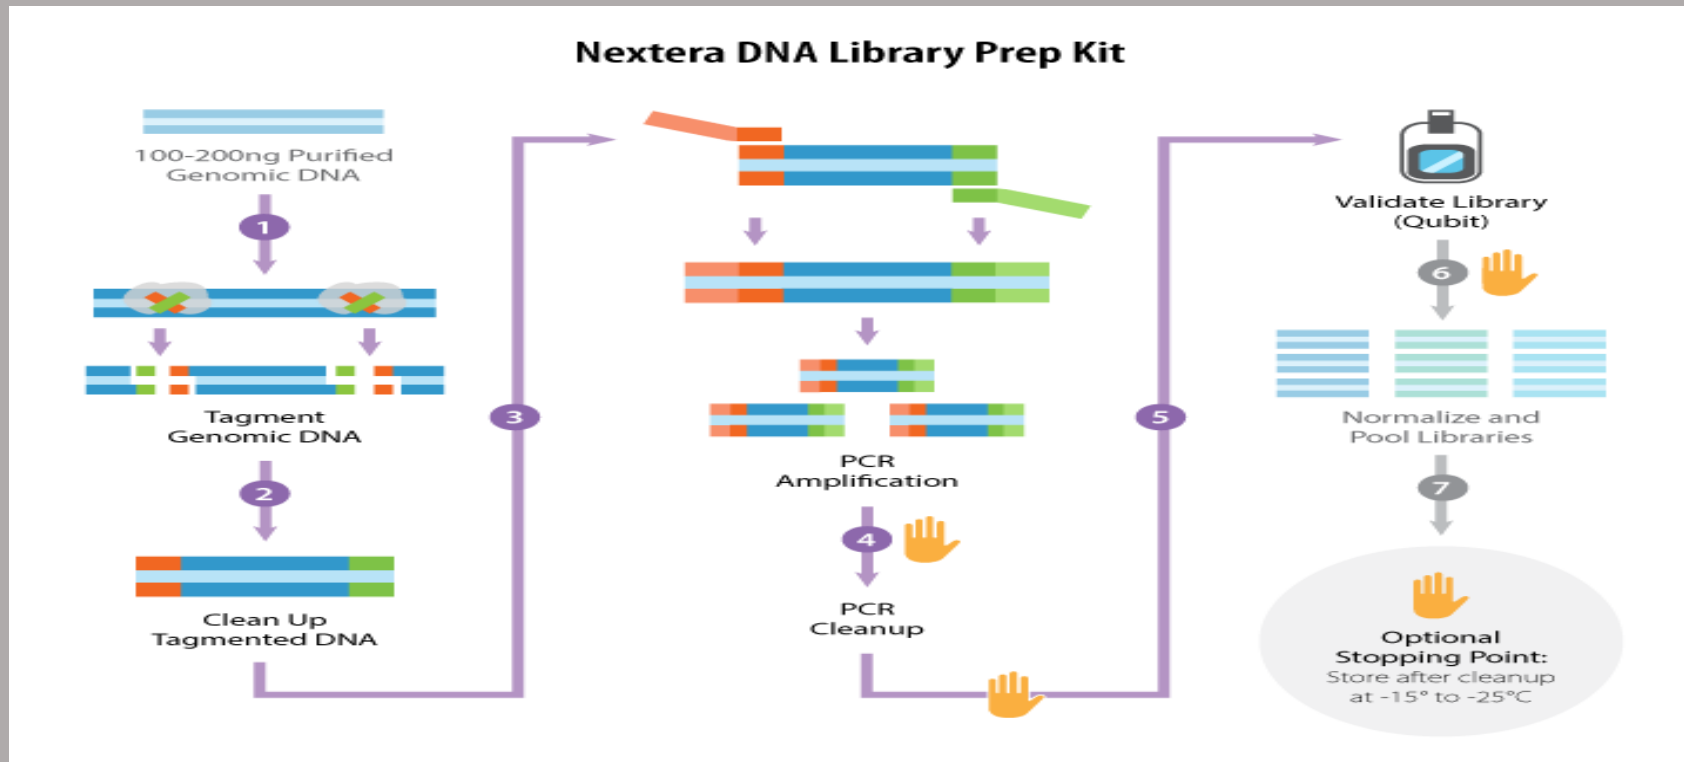 Nextera DNA Library Prep Kit
100-200ng Purified
Genomic DNA
1
Tagment
Genomic DNA
2
Clean Up
Tagmented DNA
3
PCR
Amplification
4
PCR
Cleanup
5
Validate Library
(Qubit)
6
Normalize and
Pool Libraries
7
Optional
Stopping Point:
Store after cleanup
at -15° to -25°C